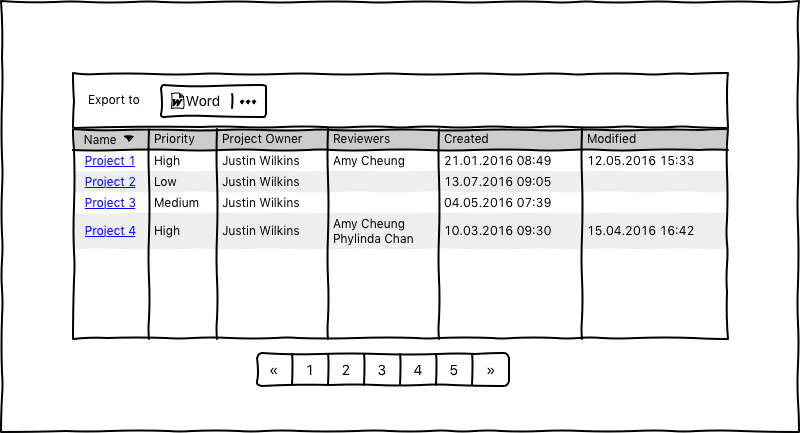 Export to W Word | •••
Name Priority Project Owner Reviewers Created Modified
Project 1 High Justin Wilkins Amy Cheung 21.01.2016 08:49 12.05.2016 15:33
Project 2 Low Justin Wilkins 13.07.2016 09:05
Project 3 Medium Justin Wilkins 04.05.2016 07:39
Project 4 High Justin Wilkins Amy Cheung 10.03.2016 09:30 15.04.2016 16:42
Phylinda Chan
« 1 2 3 4 5 »